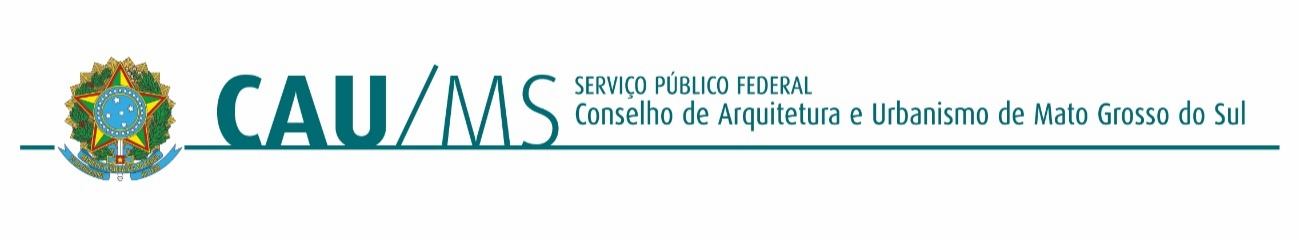 CAU/MS
SERVIÇO PÚBLICO FEDERAL
Conselho de Arquitetura e Urbanismo de Mato Grosso do Sul